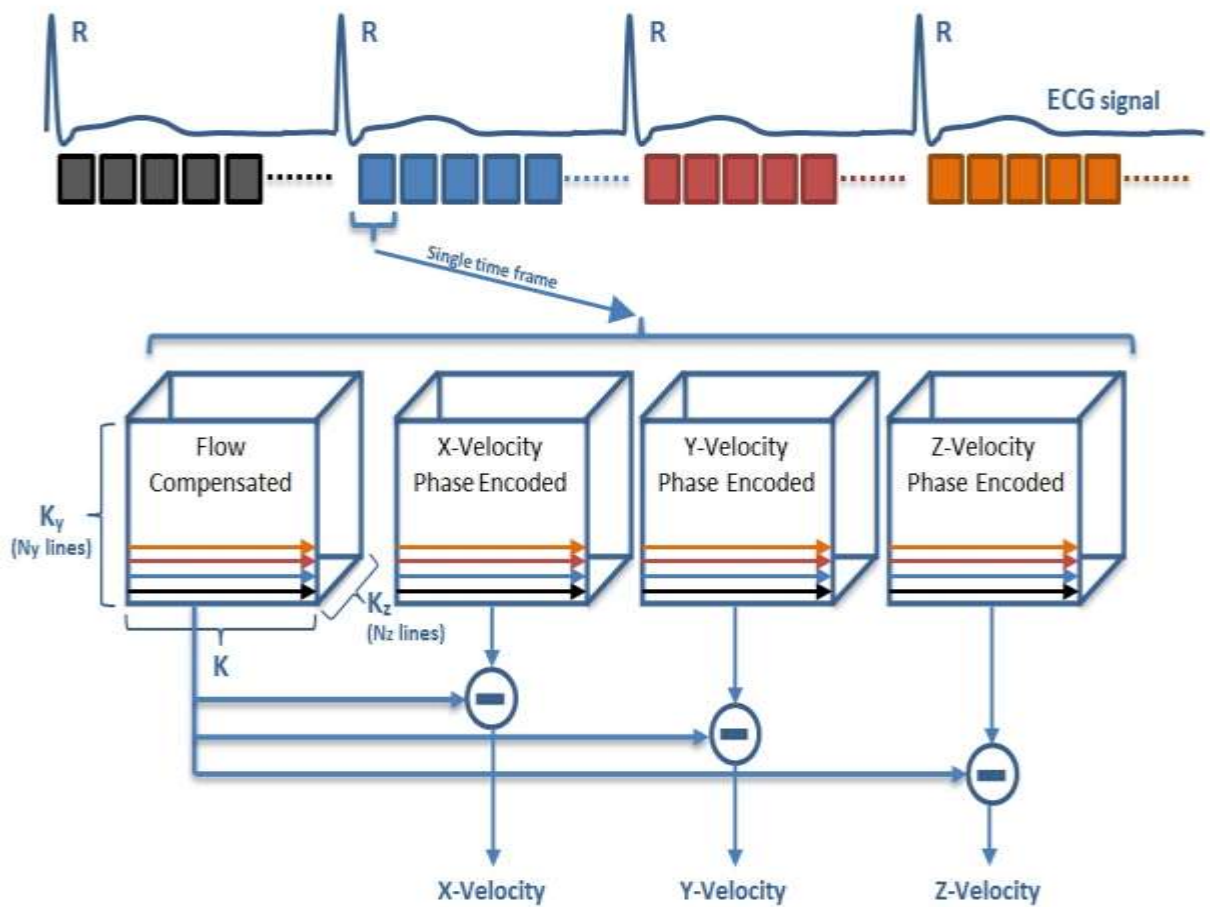 R
R
R
R
ECG signal
Single time frame
Flow
Compensated
X-Velocity
Phase Encoded
Y-Velocity
Phase Encoded
Z-Velocity
Phase Encoded
Ky
(Ny lines)
Kz
(Nz lines)
K
X-Velocity
Y-Velocity
Z-Velocity